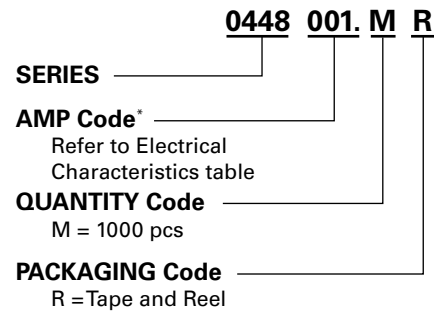 0448 001. M R
SERIES
AMP Code*
Refer to Electrical
Characteristics table
QUANTITY Code
M = 1000 pcs
PACKAGING Code
R = Tape and Reel